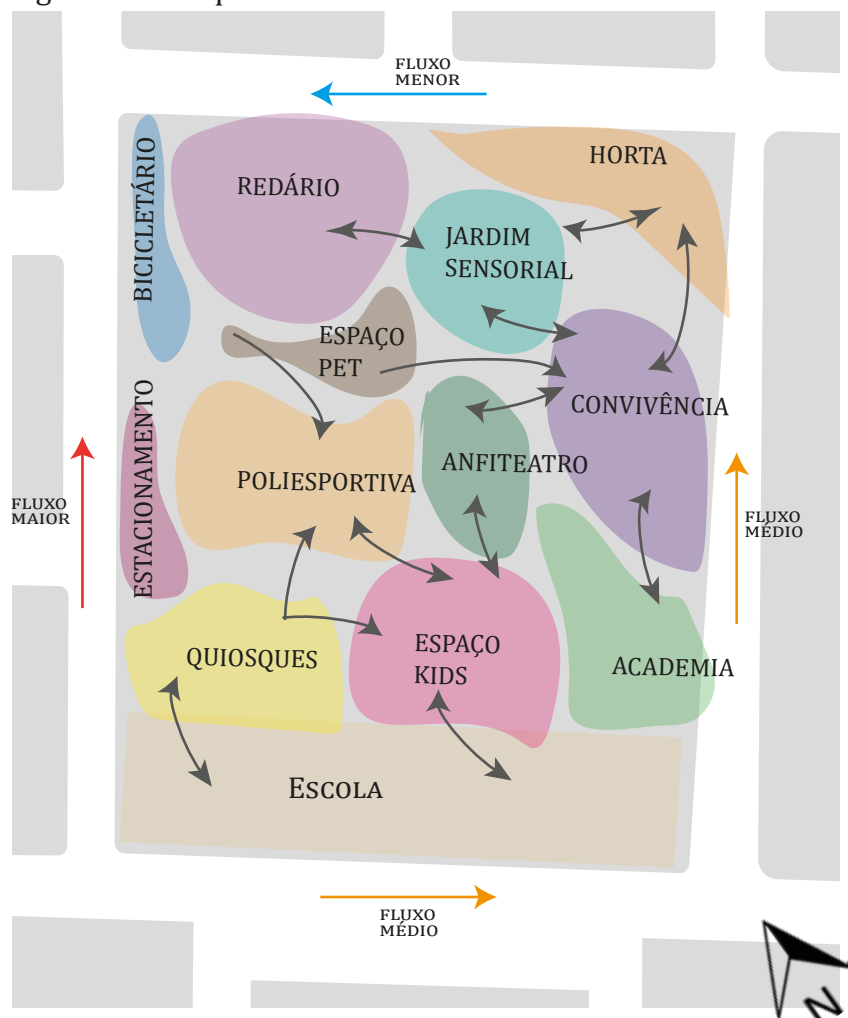 FLUXO
MENOR
HORTA
BICICLETÁRIO
REDÁRIO
JARDIM
SENSORIAL
ESPAÇO
PET
CONVIVÊNCIA
ESTACIONAMENTO
POLIESPORTIVA
ANFITEATRO
FLUXO
MAIOR
FLUXO
MÉDIO
QUIOSQUES
ESPAÇO
KIDS
ACADEMIA
ESCOLA
FLUXO
MÉDIO
N